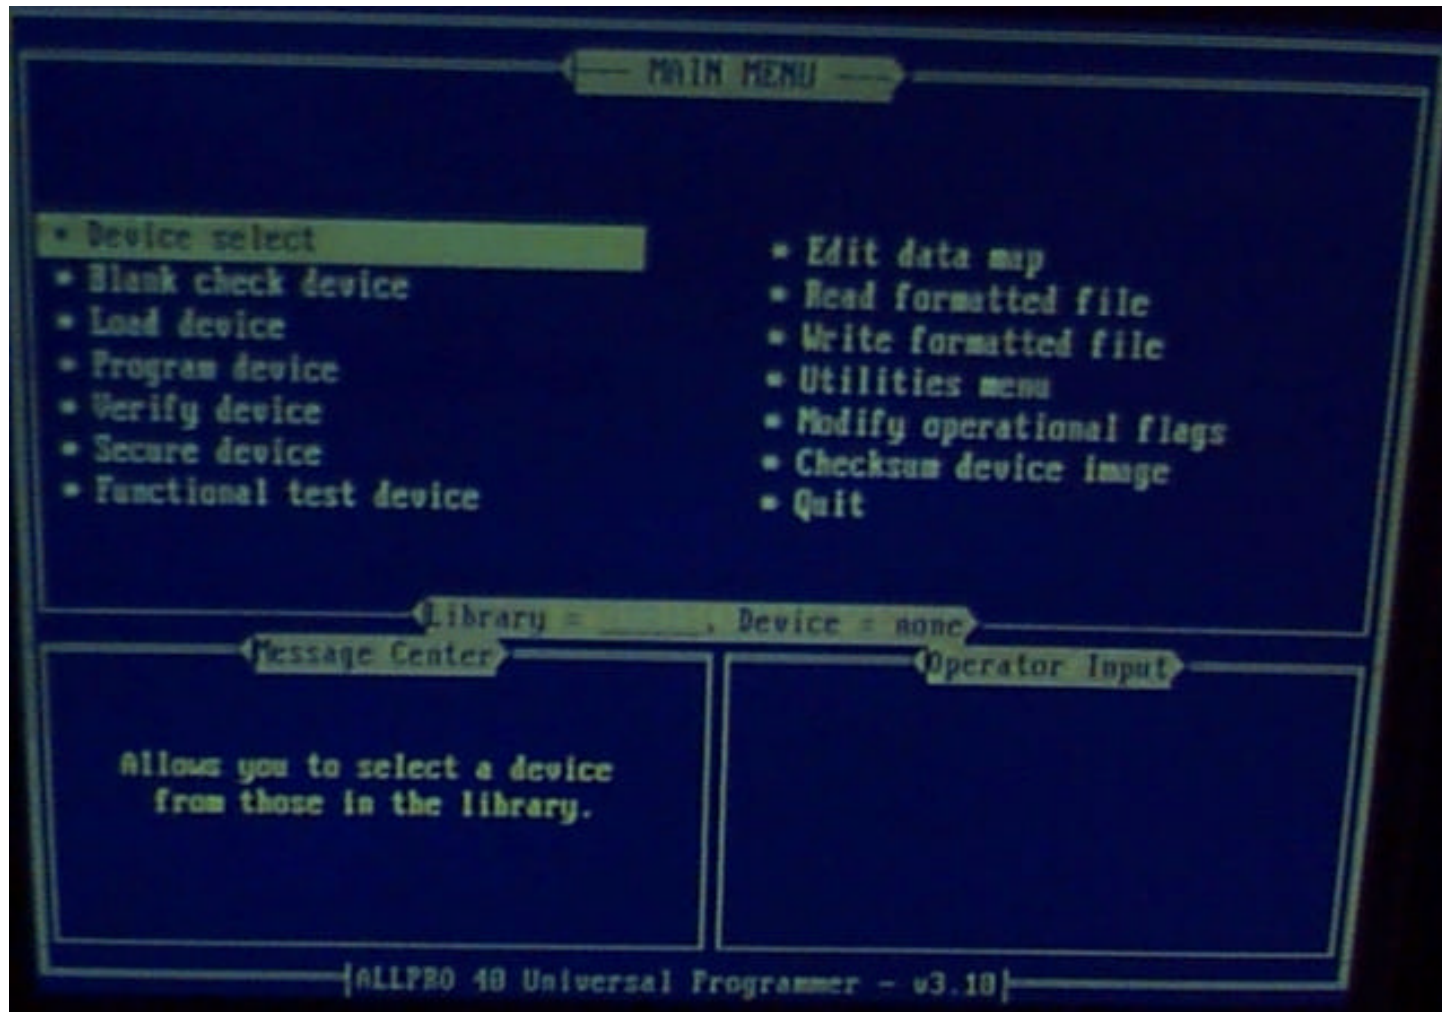 MAIN MENU
• Device select
• Blank check device
• Load device
• Program device
• Verify device
• Secure device
• Functional test device
• Edit data map
• Read formatted file
• Write formatted file
• Utilities menu
• Modify operational flags
• Checksum device image
• Quit
Library = ______, Device = none
Message Center
Allows you to select a device
from those in the library.
Operator Input
ALLPRO 40 Universal Programmer - v3.10